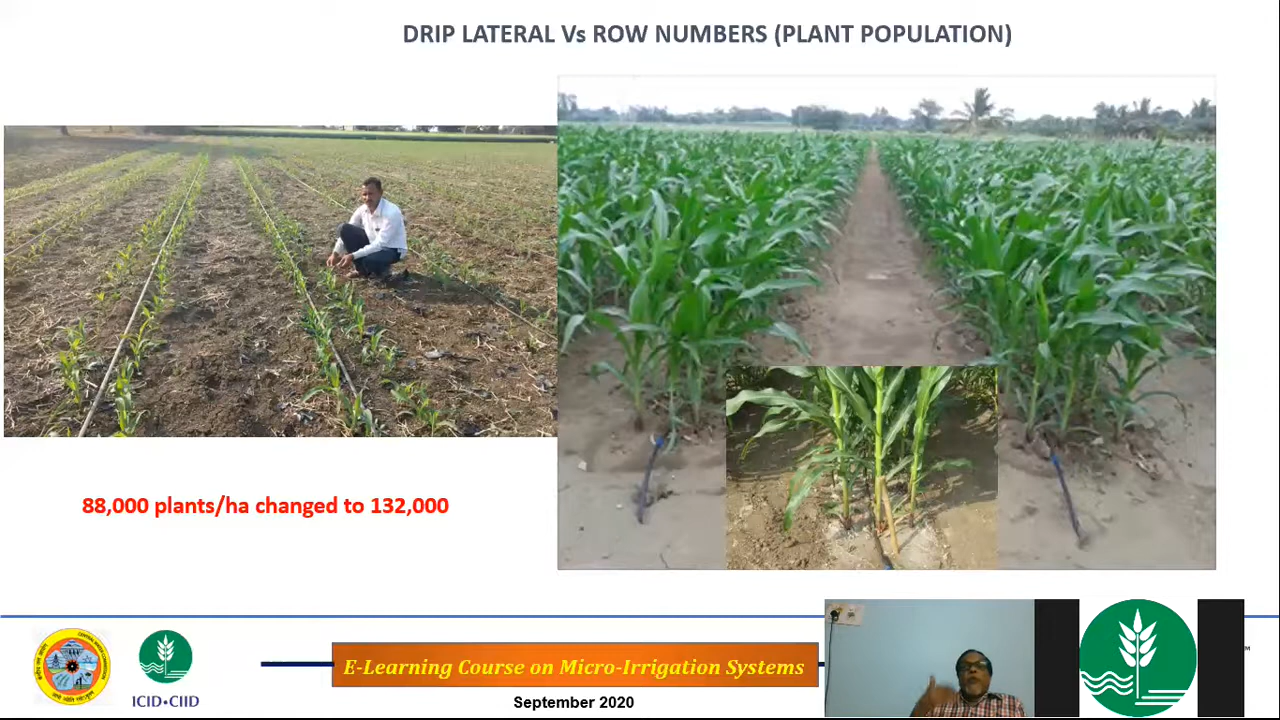 DRIP LATERAL Vs ROW NUMBERS (PLANT POPULATION)
88,000 plants/ha changed to 132,000
ICID•CIID
E-Learning Course on Micro-Irrigation Systems
September 2020